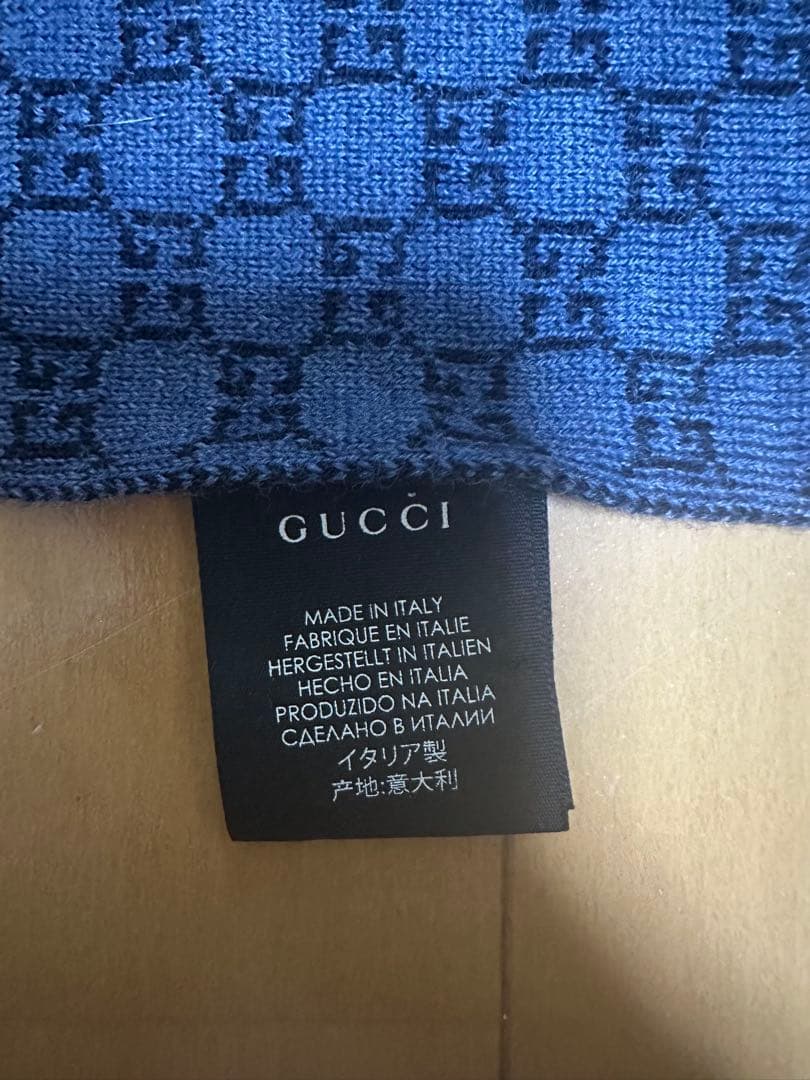 GUCCI
MADE IN ITALY
FABRIQUE EN ITALIE
HERGESTELLT IN ITALIEN
HECHO EN ITALIA
PRODUZIDO NA ITALIA
СДЕЛАНО В ИТАЛИИ
イタリア製
产地:意大利